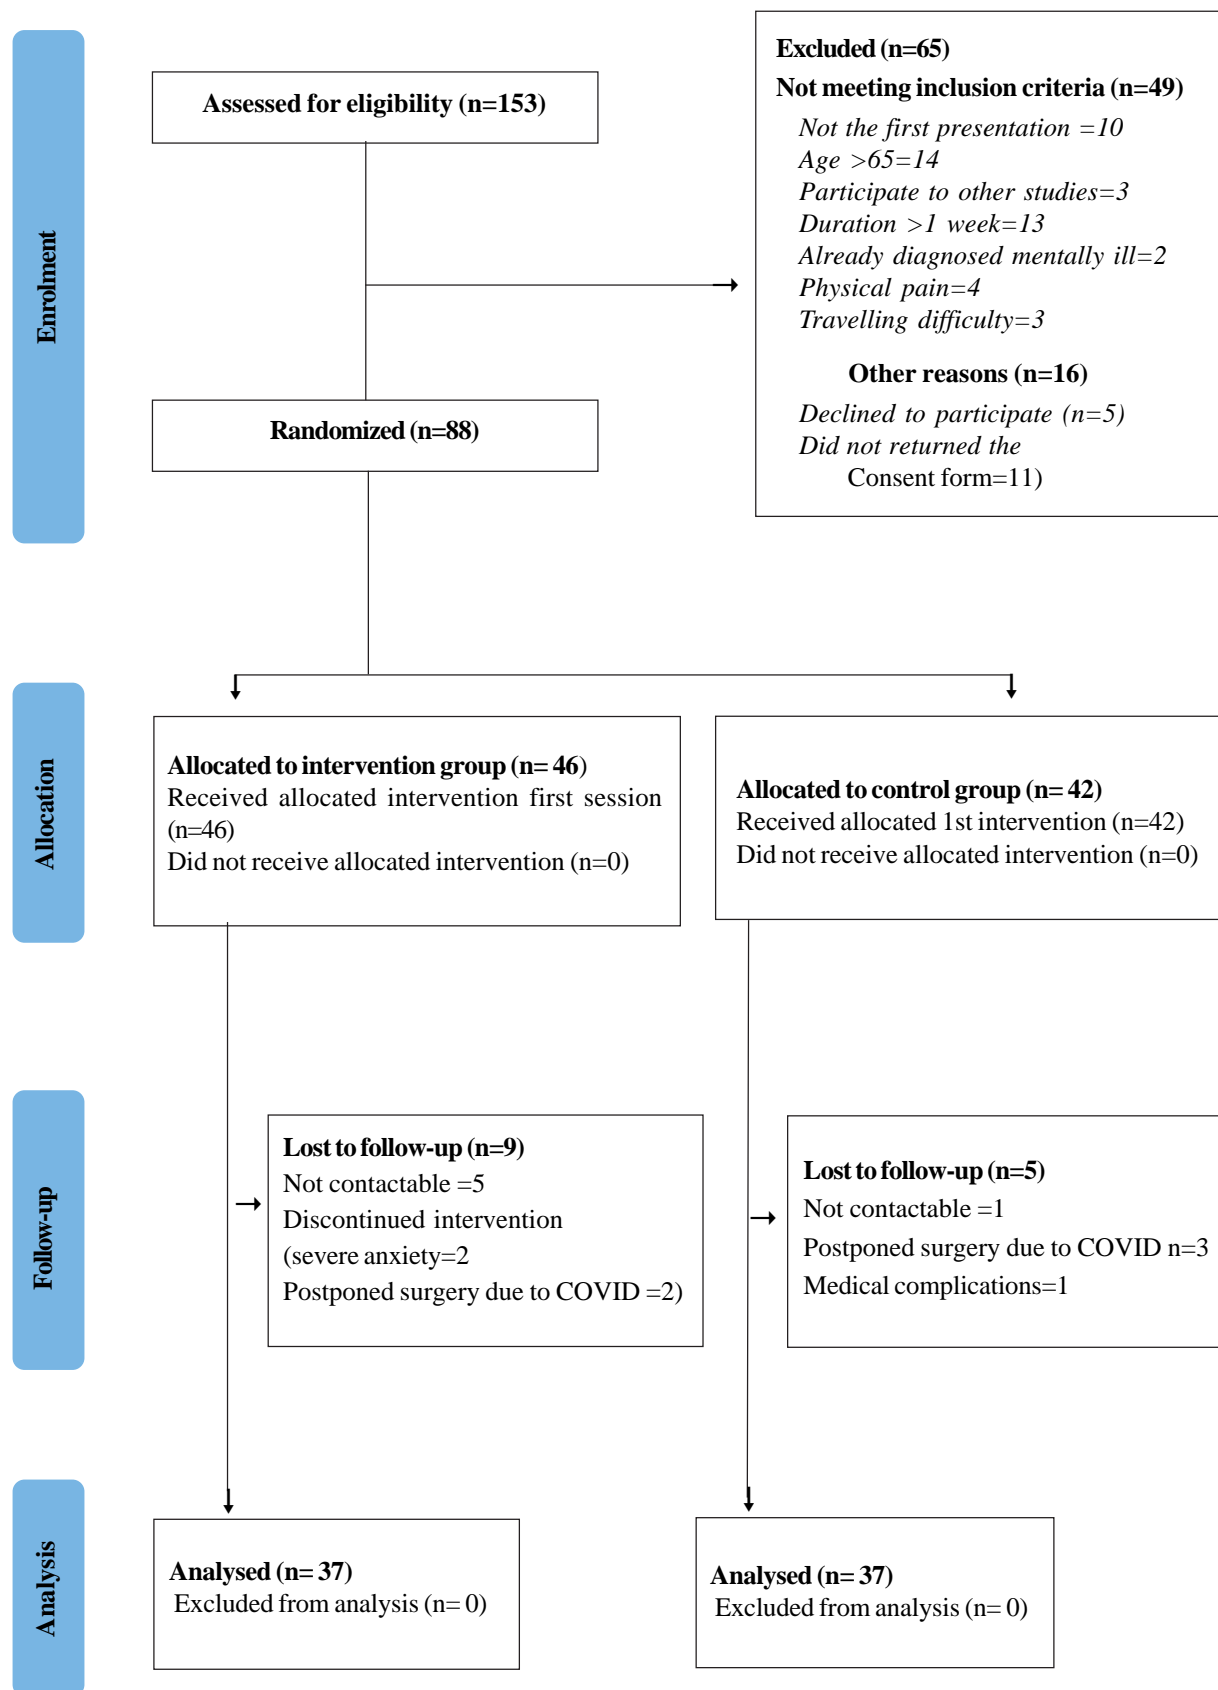 Enrolment
Assessed for eligibility (n=153)
Excluded (n=65)
Not meeting inclusion criteria (n=49)
Not the first presentation =10
Age >65=14
Participate to other studies=3
Duration >1 week=13
Already diagnosed mentally ill=2
Physical pain=4
Travelling difficulty=3
Other reasons (n=16)
Declined to participate (n=5)
Did not returned the
Consent form=11)
Randomized (n=88)
Allocation
Allocated to intervention group (n= 46)
Received allocated intervention first session
(n=46)
Did not receive allocated intervention (n=0)
Allocated to control group (n= 42)
Received allocated 1st intervention (n=42)
Did not receive allocated intervention (n=0)
Follow-up
Lost to follow-up (n=9)
Not contactable =5
Discontinued intervention
(severe anxiety=2
Postponed surgery due to COVID =2)
Lost to follow-up (n=5)
Not contactable =1
Postponed surgery due to COVID n=3
Medical complications=1
Analysis
Analysed (n= 37)
Excluded from analysis (n= 0)
Analysed (n= 37)
Excluded from analysis (n= 0)